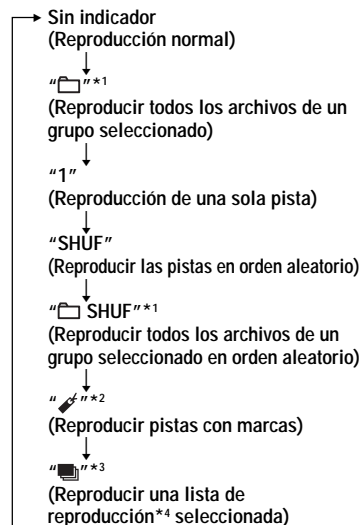 Sin indicador
(Reproducción normal)
“ ”*1
(Reproducir todos los archivos de un
grupo seleccionado)
“1”
(Reproducción de una sola pista)
“SHUF”
(Reproducir las pistas en orden aleatorio)
“ SHUF”*1
(Reproducir todos los archivos de un
grupo seleccionado en orden aleatorio)
“ ”*2
(Reproducir pistas con marcas)
“ ”*3
(Reproducir una lista de
reproducción*4 seleccionada)